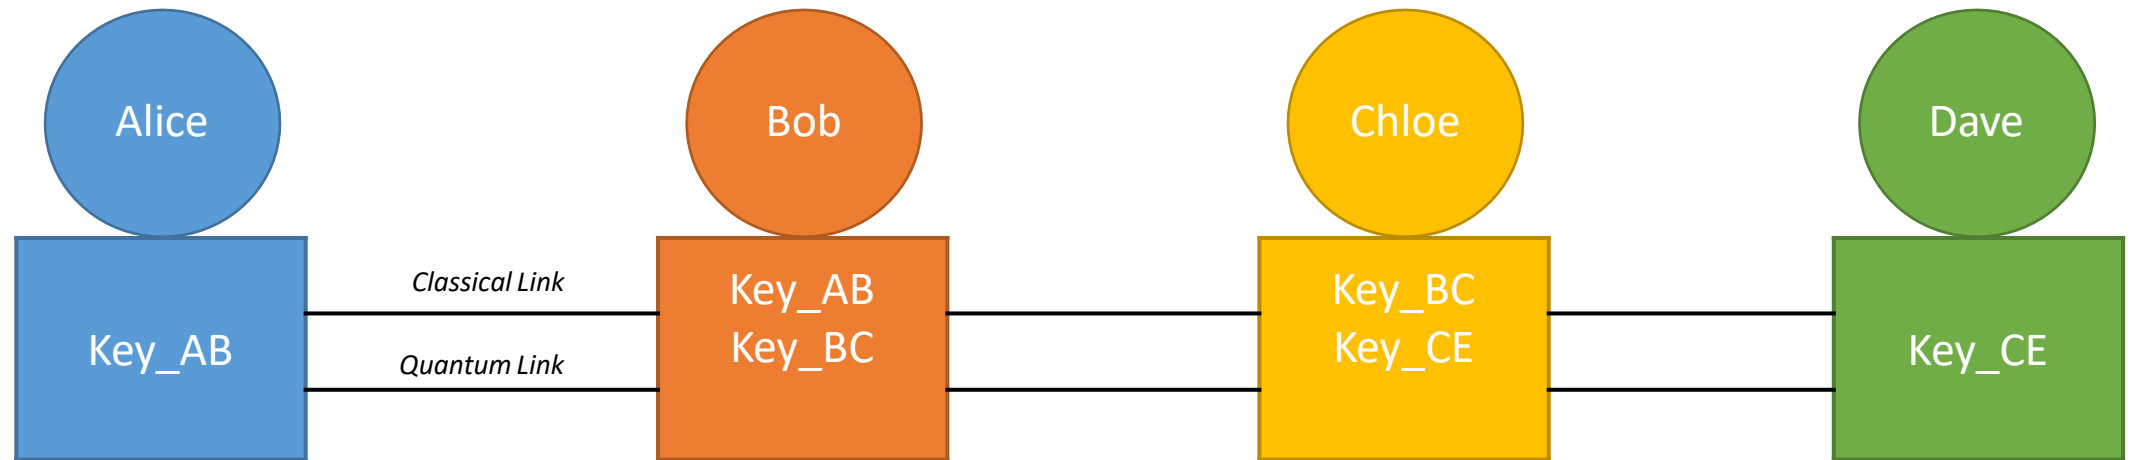 Alice
Bob
Chloe
Dave
Key_AB
Classical Link
Quantum Link
Key_AB
Key_BC
Key_BC
Key_CE
Key_CE